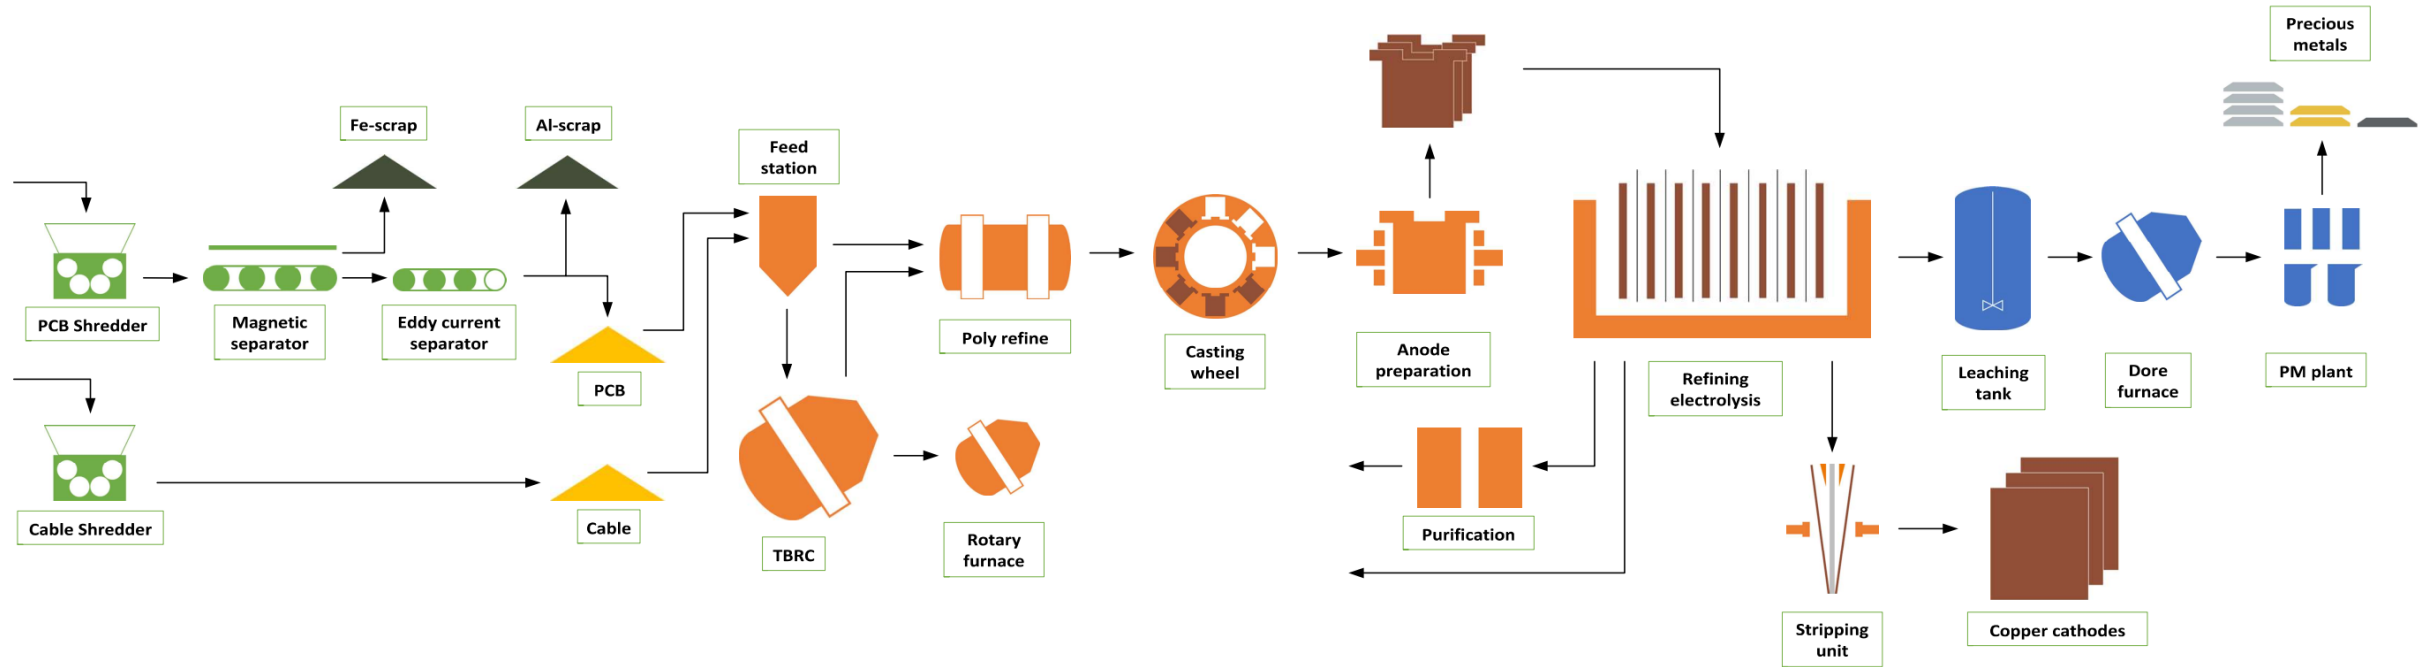 Precious
metals
Fe-scrap
Al-scrap
Feed
station
PCB Shredder
Magnetic
separator
Eddy current
separator
PCB
Poly refine
Casting
wheel
Anode
preparation
Refining
electrolysis
Leaching
tank
Dore
furnace
PM plant
Cable Shredder
Cable
TBRC
Rotary
furnace
Purification
Stripping
unit
Copper cathodes